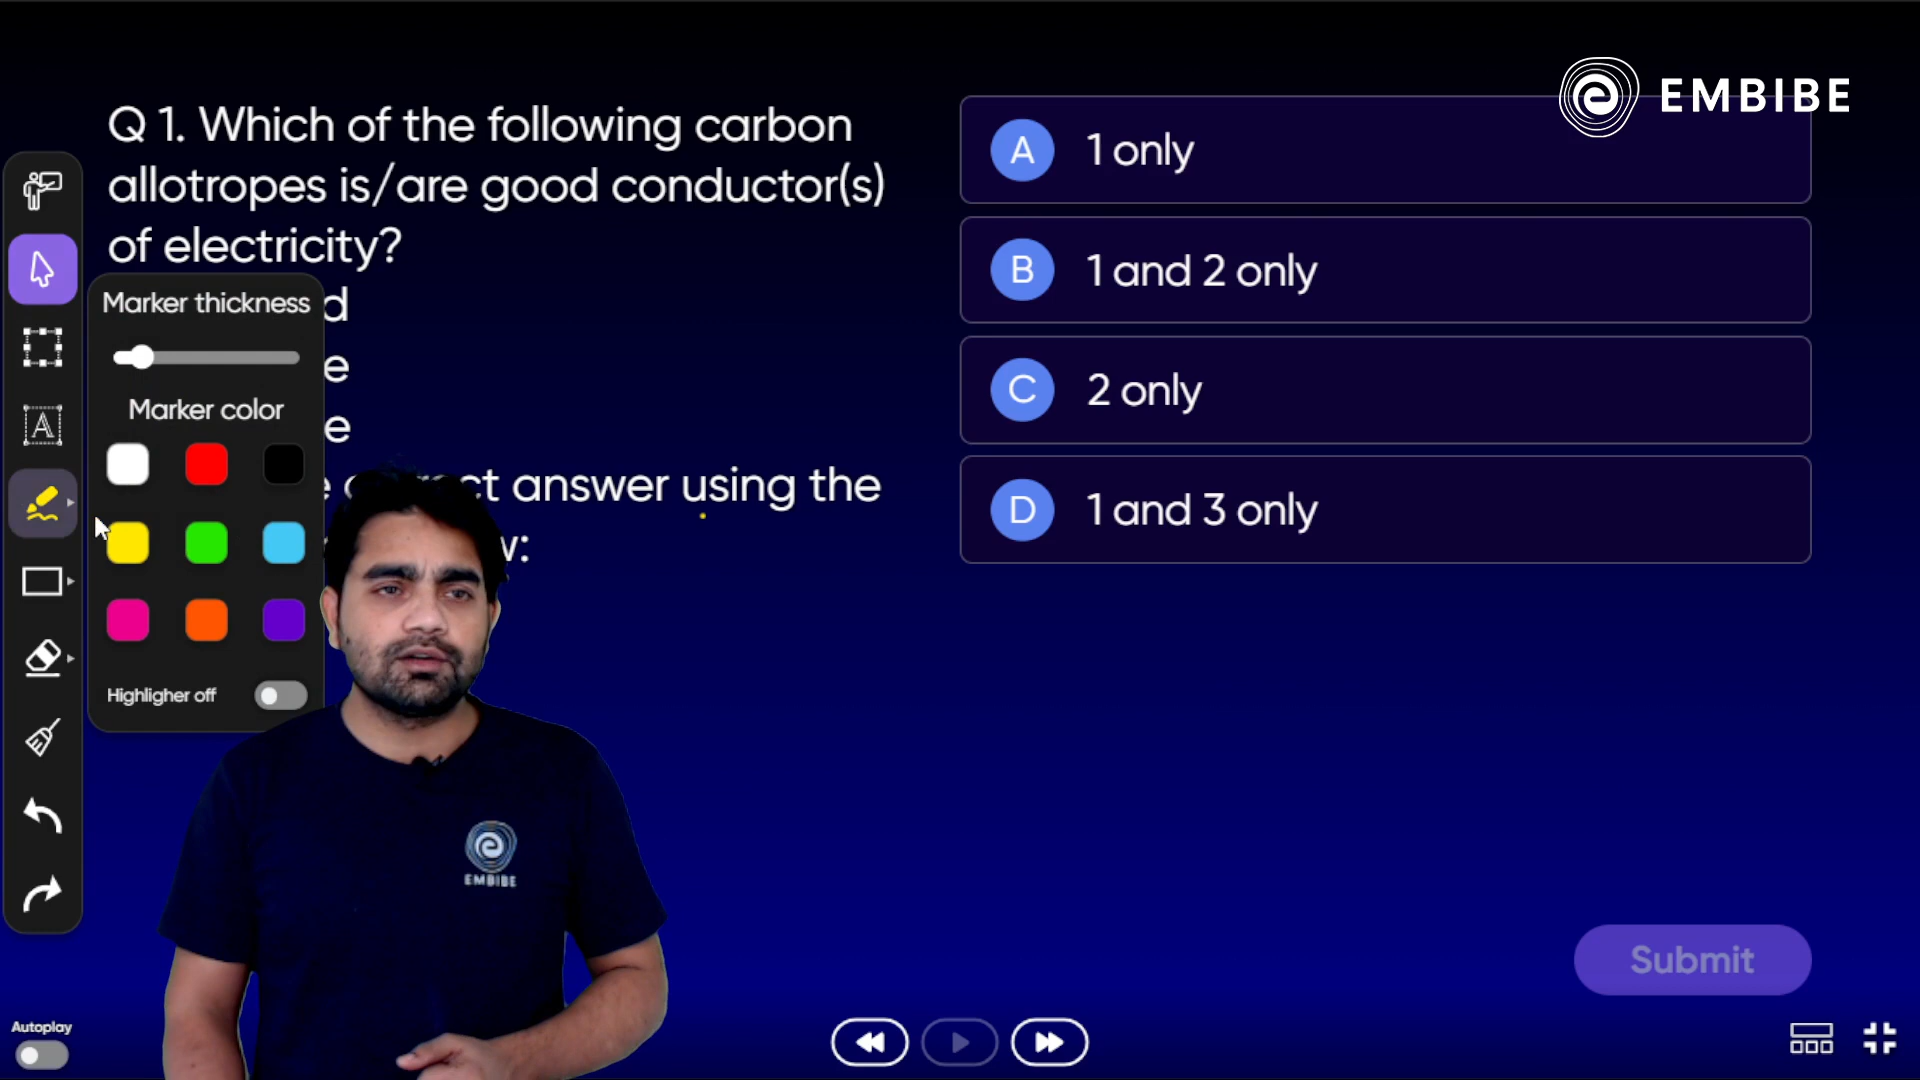 EMBIBE
Q 1. Which of the following carbon
allotropes is/are good conductor(s)
of electricity?
answer using the
A 1 only
B 1 and 2 only
C 2 only
D 1 and 3 only
Marker thickness
Marker color
Highligher off
A
EMBIBE
Submit
Autoplay